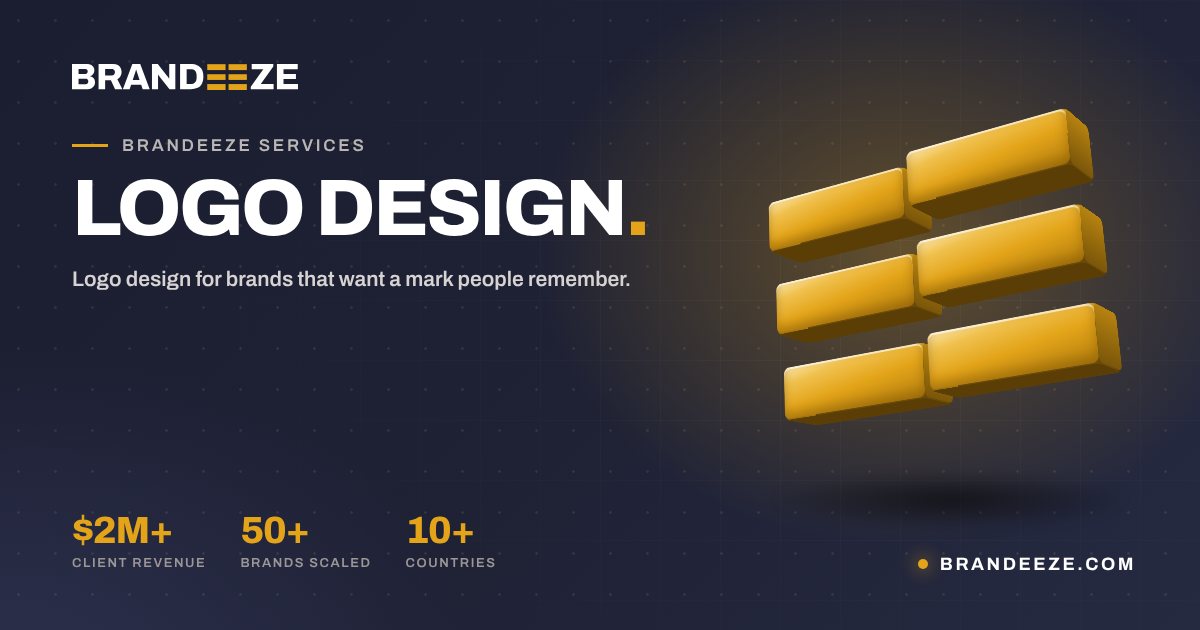 BRANDEEZE
BRANDEEZE SERVICES
LOGO DESIGN.
Logo design for brands that want a mark people remember.
$2M+ 50+ 10+
CLIENT REVENUE BRANDS SCALED COUNTRIES
BRANDEEZE.COM